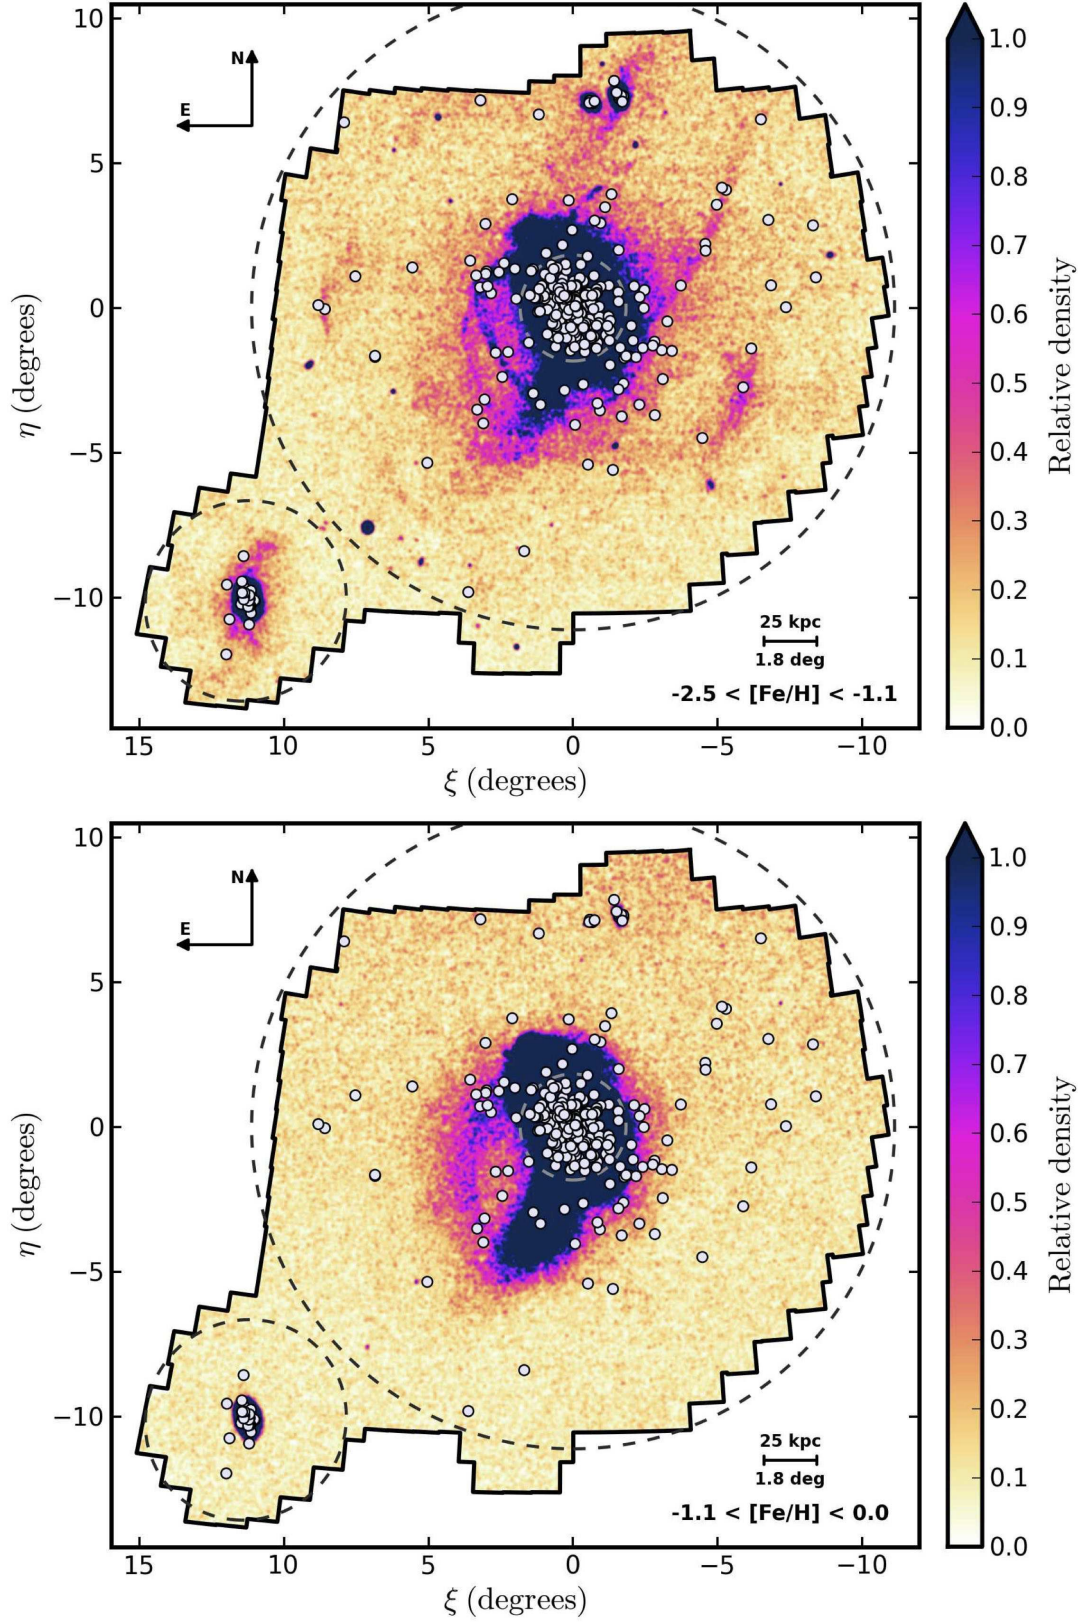 10
5
0
−5
−10
η (degrees)
N
E
25 kpc
1.8 deg
-2.5 < [Fe/H] < -1.1
15 10 5 0 −5 −10
ξ (degrees)
1.0
0.9
0.8
0.7
0.6
0.5
0.4
0.3
0.2
0.1
0.0
Relative density
10
5
0
−5
−10
η (degrees)
N
E
25 kpc
1.8 deg
-1.1 < [Fe/H] < 0.0
15 10 5 0 −5 −10
ξ (degrees)
1.0
0.9
0.8
0.7
0.6
0.5
0.4
0.3
0.2
0.1
0.0
Relative density